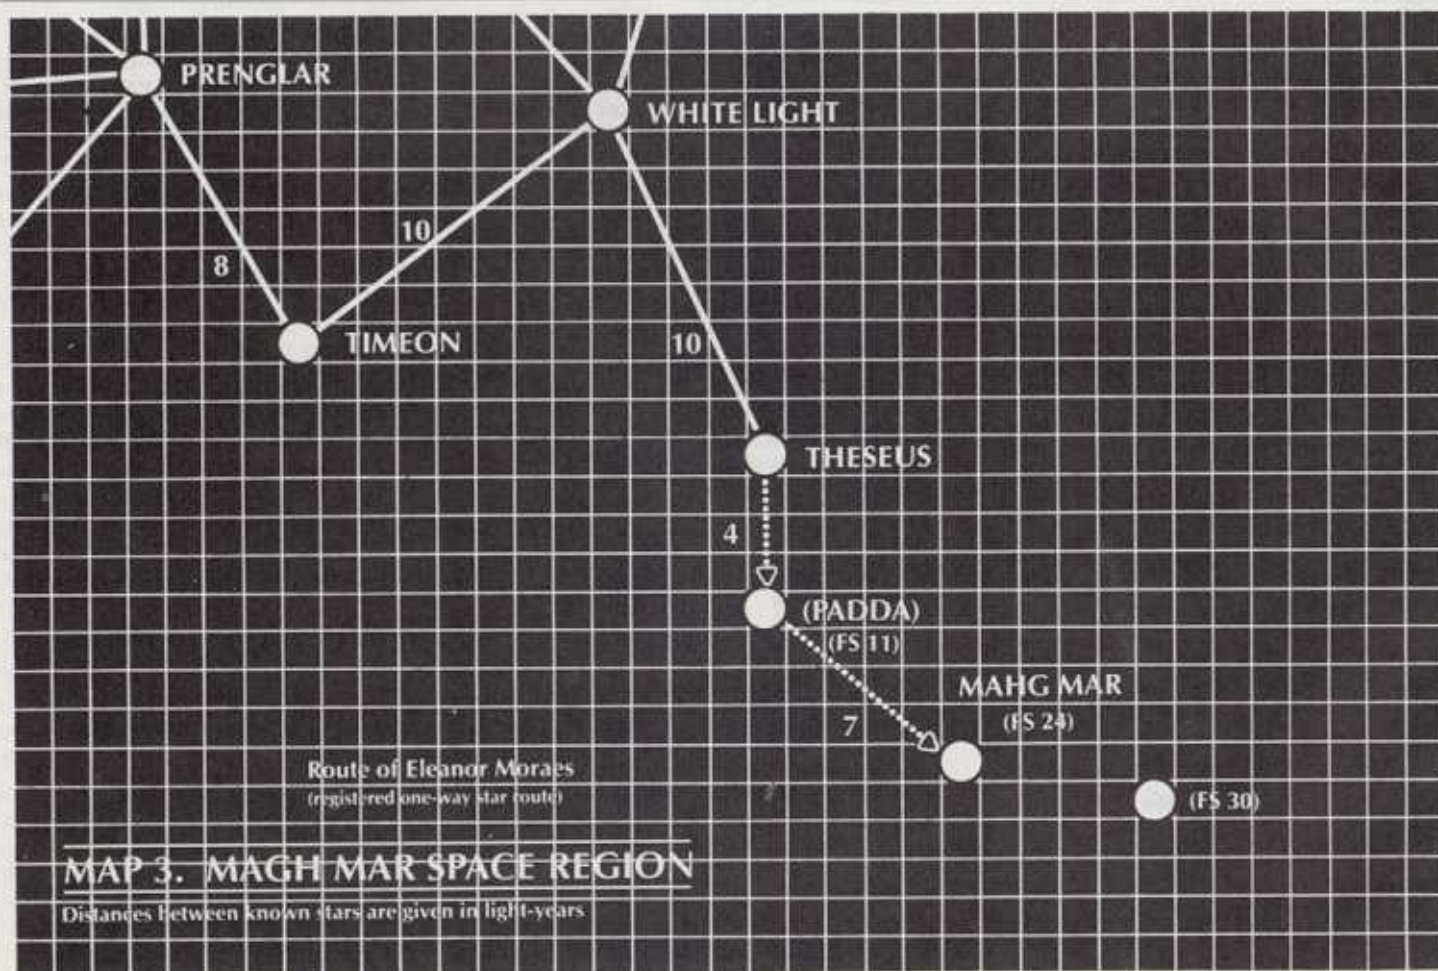 PRENGLAR
WHITE LIGHT
10
8
TIMEON
10
THESEUS
4
(PADDA)
(FS 11)
MAHG MAR
(FS 24)
7
Route of Eleanor Moraes
(registered one-way star route)
(FS 30)
MAP 3. MAGH MAR SPACE REGION
Distances between known stars are given in light-years